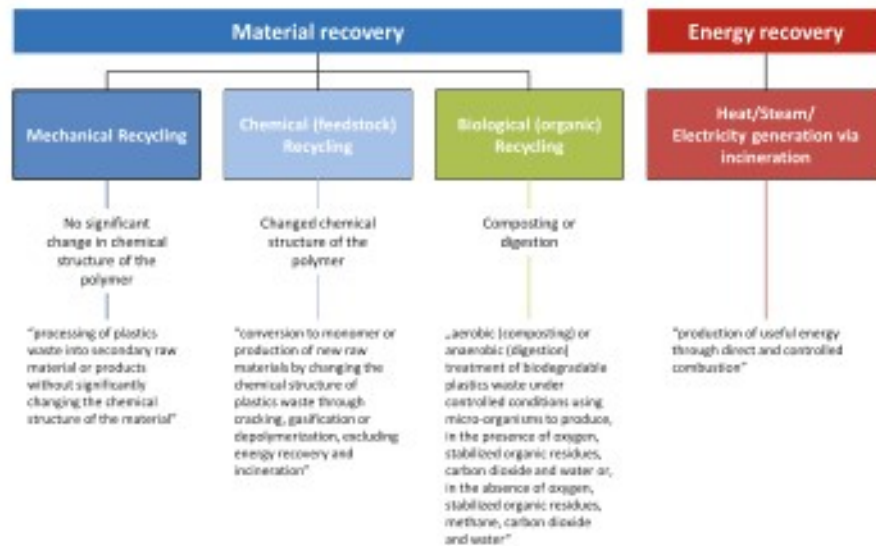 Material recovery
Energy recovery
Mechanical Recycling
Chemical (feedstock)
Recycling
Biological (organic)
Recycling
Heat/Steam/
Electricity generation via
incineration
No significant
change in chemical
structure of the
polymer
Changed chemical
structure of the
polymer
Composting or
digestion
"processing of plastics
waste into secondary raw
material or products
without significantly
changing the chemical
structure of the material"
"conversion to monomer or
production of new raw
materials by changing the
chemical structure of
plastics waste through
cracking, gasification or
depolymerization, excluding
energy recovery and
incineration"
„aerobic (composting) or
anaerobic (digestion)
treatment of biodegradable
plastics waste under
controlled conditions using
micro-organisms to produce,
in the presence of oxygen,
stabilized organic residues,
carbon dioxide and water or,
in the absence of oxygen,
stabilized organic residues,
methane, carbon dioxide
and water"
"production of useful energy
through direct and controlled
combustion"